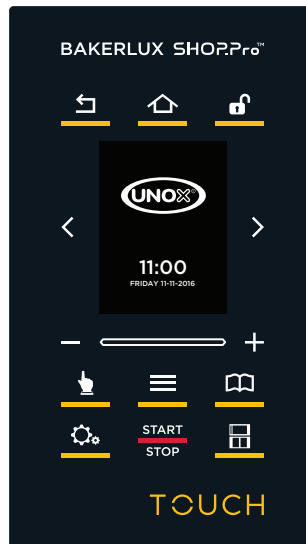 BAKERLUX SHOP.Pro™
UNOX®
11:00
FRIDAY 11-11-2016
START
STOP
TOUCH